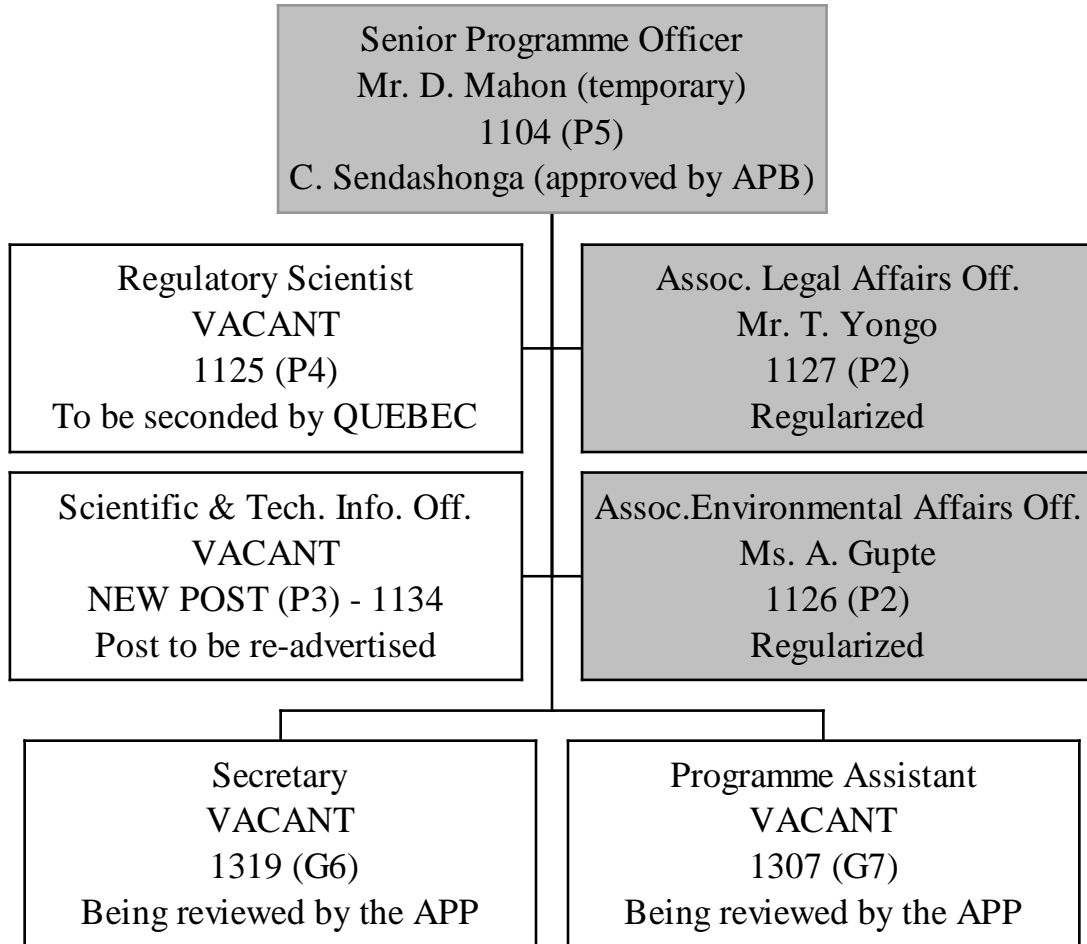 Senior Programme Officer
Mr. D. Mahon (temporary)
1104 (P5)
C. Sendashonga (approved by APB)
Regulatory Scientist
VACANT
1125 (P4)
To be seconded by QUEBEC
Assoc. Legal Affairs Off.
Mr. T. Yongo
1127 (P2)
Regularized
Scientific & Tech. Info. Off.
VACANT
NEW POST (P3) - 1134
Post to be re-advertised
Assoc.Environmental Affairs Off.
Ms. A. Gupte
1126 (P2)
Regularized
Secretary
VACANT
1319 (G6)
Being reviewed by the APP
Programme Assistant
VACANT
1307 (G7)
Being reviewed by the APP